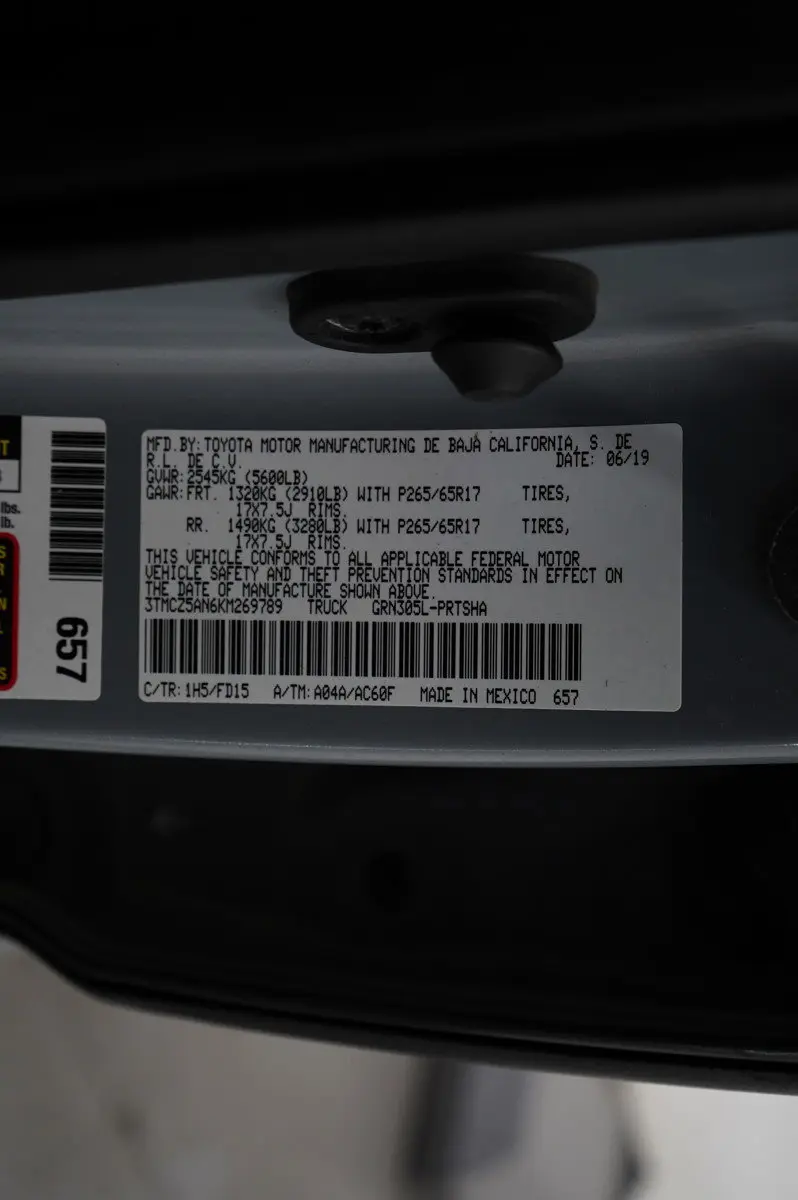 MFD.BY:TOYOTA MOTOR MANUFACTURING DE BAJA CALIFORNIA, S. DE
R.L. DE C.V. DATE: 06/19
GVWR:2545KG (5600LB)
GAWR:FRT. 1320KG (2910LB) WITH P265/65R17 TIRES,
17X7.5J RIMS.
RR. 1490KG (3280LB) WITH P265/65R17 TIRES,
17X7.5J RIMS.
THIS VEHICLE CONFORMS TO ALL APPLICABLE FEDERAL MOTOR
VEHICLE SAFETY AND THEFT PREVENTION STANDARDS IN EFFECT ON
THE DATE OF MANUFACTURE SHOWN ABOVE.
3TMCZ5AN6KM269789 TRUCK GRN305L-PRTSHA
C/TR:1H5/FD15 A/TM:A04A/AC60F MADE IN MEXICO 657
lbs.
lb.
657